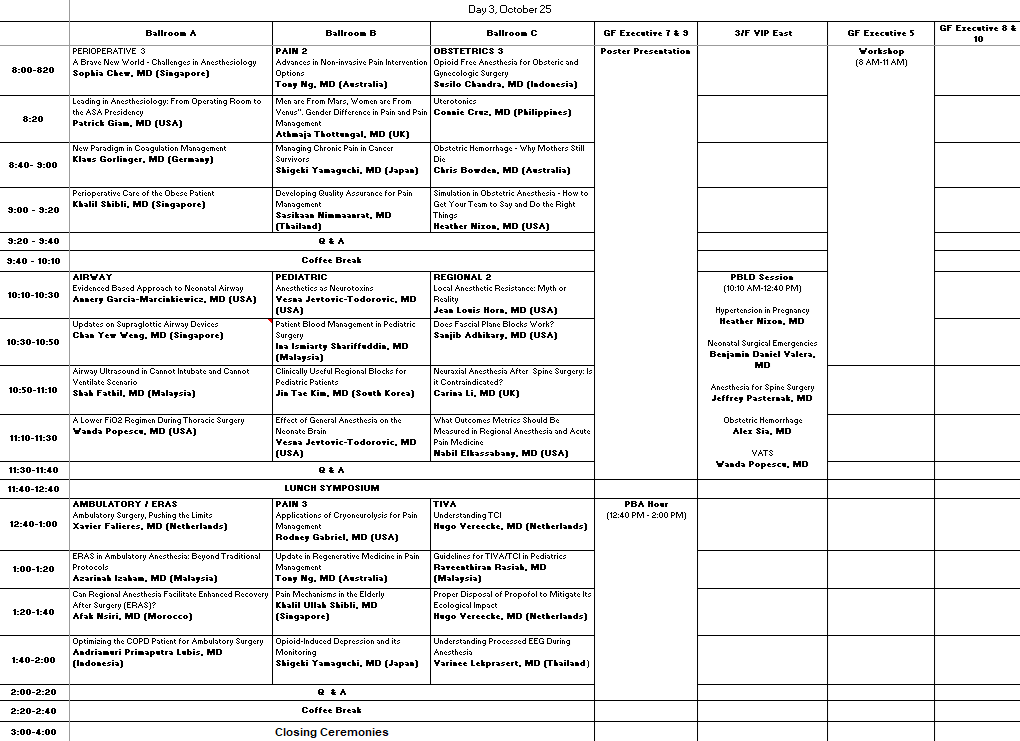 Day 3, October 25
Ballroom A
Ballroom B
Ballroom C
GF Executive 7 & 9
3/F VIP East
GF Executive 5
GF Executive 8 &
10
8:00-820
PERIOPERATIVE 3
A Brave New World - Challenges in Anesthesiology
Sophia Chew, MD (Singapore)
PAIN 2
Advances in Non-invasive Pain Intervention
Options
Tony Ng, MD (Australia)
OBSTETRICS 3
Opioid Free Anesthesia for Obsteric and
Gynecologic Surgery
Susilo Chandra, MD (Indonesia)
Poster Presentation
Workshop
(8 AM-11 AM)
8:20
Leading in Anesthesiology: From Operating Room to
the ASA Presidency
Patrick Giam, MD (USA)
Men are From Mars, Women are From
Venus". Gender Difference in Pain and Pain
Management
Athmaja Thottungal, MD (UK)
Uterotonics
Connie Cruz, MD (Philippines)
8:40- 9:00
New Paradigm in Coagulation Management
Klaus Gorlinger, MD (Germany)
Managing Chronic Pain in Cancer
Survivors
Shigeki Yamaguchi, MD (Japan)
Obstetric Hemorrhage - Why Mothers Still
Die
Chris Bowden, MD (Australia)
9:00 - 9:20
Perioperative Care of the Obese Patient
Khalil Shibli, MD (Singapore)
Developing Quality Assurance for Pain
Management
Sasikaan Nimmaanrat, MD
(Thailand)
Simulation in Obstetric Anesthesia - How to
Get Your Team to Say and Do the Right
Things
Heather Nixon, MD (USA)
9:20 - 9:40
Q & A
9:40 - 10:10
Coffee Break
10:10-10:30
AIRWAY
Evidenced Based Approach to Neonatal Airway
Annery Garcia-Marcinkiewicz, MD (USA)
PEDIATRIC
Anesthetics as Neurotoxins
Vesna Jevtovic-Todorovic, MD
(USA)
REGIONAL 2
Local Anesthetic Resistance: Myth or
Reality
Jean Louis Horn, MD (USA)
PBLD Session
(10:10 AM-12:40 PM)
Hypertension in Pregnancy
Heather Nixon, MD
Neonatal Surgical Emergencies
Benjamin Daniel Valera,
MD
Anesthesia for Spine Surgery
Jeffrey Pasternak, MD
Obstetric Hemorrhage
Alex Sia, MD
VATS
Wanda Popescu, MD
10:30-10:50
Updates on Supraglottic Airway Devices
Chan Yew Weng, MD (Singapore)
Patient Blood Management in Pediatric
Surgery
Ina Ismiarty Shariffuddin, MD
(Malaysia)
Does Fascial Plane Blocks Work?
Sanjib Adhikary, MD (USA)
10:50-11:10
Airway Ultrasound in Cannot Intubate and Cannot
Ventilate Scenario
Shah Fathil, MD (Malaysia)
Clinically Useful Regional Blocks for
Pediatric Patients
Jin Tae Kim, MD (South Korea)
Neuraxial Anesthesia After Spine Surgery: Is
it Contraindicated?
Carina Li, MD (UK)
11:10-11:30
A Lower FiO2 Regimen During Thoracic Surgery
Wanda Popescu, MD (USA)
Effect of General Anesthesia on the
Neonate Brain
Vesna Jevtovic-Todorovic, MD
(USA)
What Outcomes Metrics Should Be
Measured in Regional Anesthesia and Acute
Pain Medicine
Nabil Elkassabany, MD (USA)
11:30-11:40
Q & A
11:40-12:40
LUNCH SYMPOSIUM
12:40-1:00
AMBULATORY / ERAS
Ambulatory Surgery, Pushing the Limits
Xavier Falieres, MD (Netherlands)
PAIN 3
Applications of Cryoneurolysis for Pain
Management
Rodney Gabriel, MD (USA)
TIVA
Understanding TCI
Hugo Vereecke, MD (Netherlands)
PBA Hour
(12:40 PM - 2:00 PM)
1:00-1:20
ERAS in Ambulatory Anesthesia: Beyond Traditional
Protocols
Azarinah Izaham, MD (Malaysia)
Update in Regenerative Medicine in Pain
Management
Tony Ng, MD (Australia)
Guidelines for TIVA/TCI in Pediatrics
Raveenthiran Rasiah, MD
(Malaysia)
1:20-1:40
Can Regional Anesthesia Facilitate Enhanced Recovery
After Surgery (ERAS)?
Afak Nsiri, MD (Morocco)
Pain Mechanisms in the Elderly
Khalil Ullah Shibli, MD
(Singapore)
Proper Disposal of Propofol to Mitigate Its
Ecological Impact
Hugo Vereecke, MD (Netherlands)
1:40-2:00
Optimizing the COPD Patient for Ambulatory Surgery
Andriamuri Primaputra Lubis, MD
(Indonesia)
Opioid-Induced Depression and its
Monitoring
Shigeki Yamaguchi, MD (Japan)
Understanding Processed EEG During
Anesthesia
Varinee Lekprasert, MD (Thailand)
2:00-2:20
Q & A
2:20-2:40
Coffee Break
3:00-4:00
Closing Ceremonies